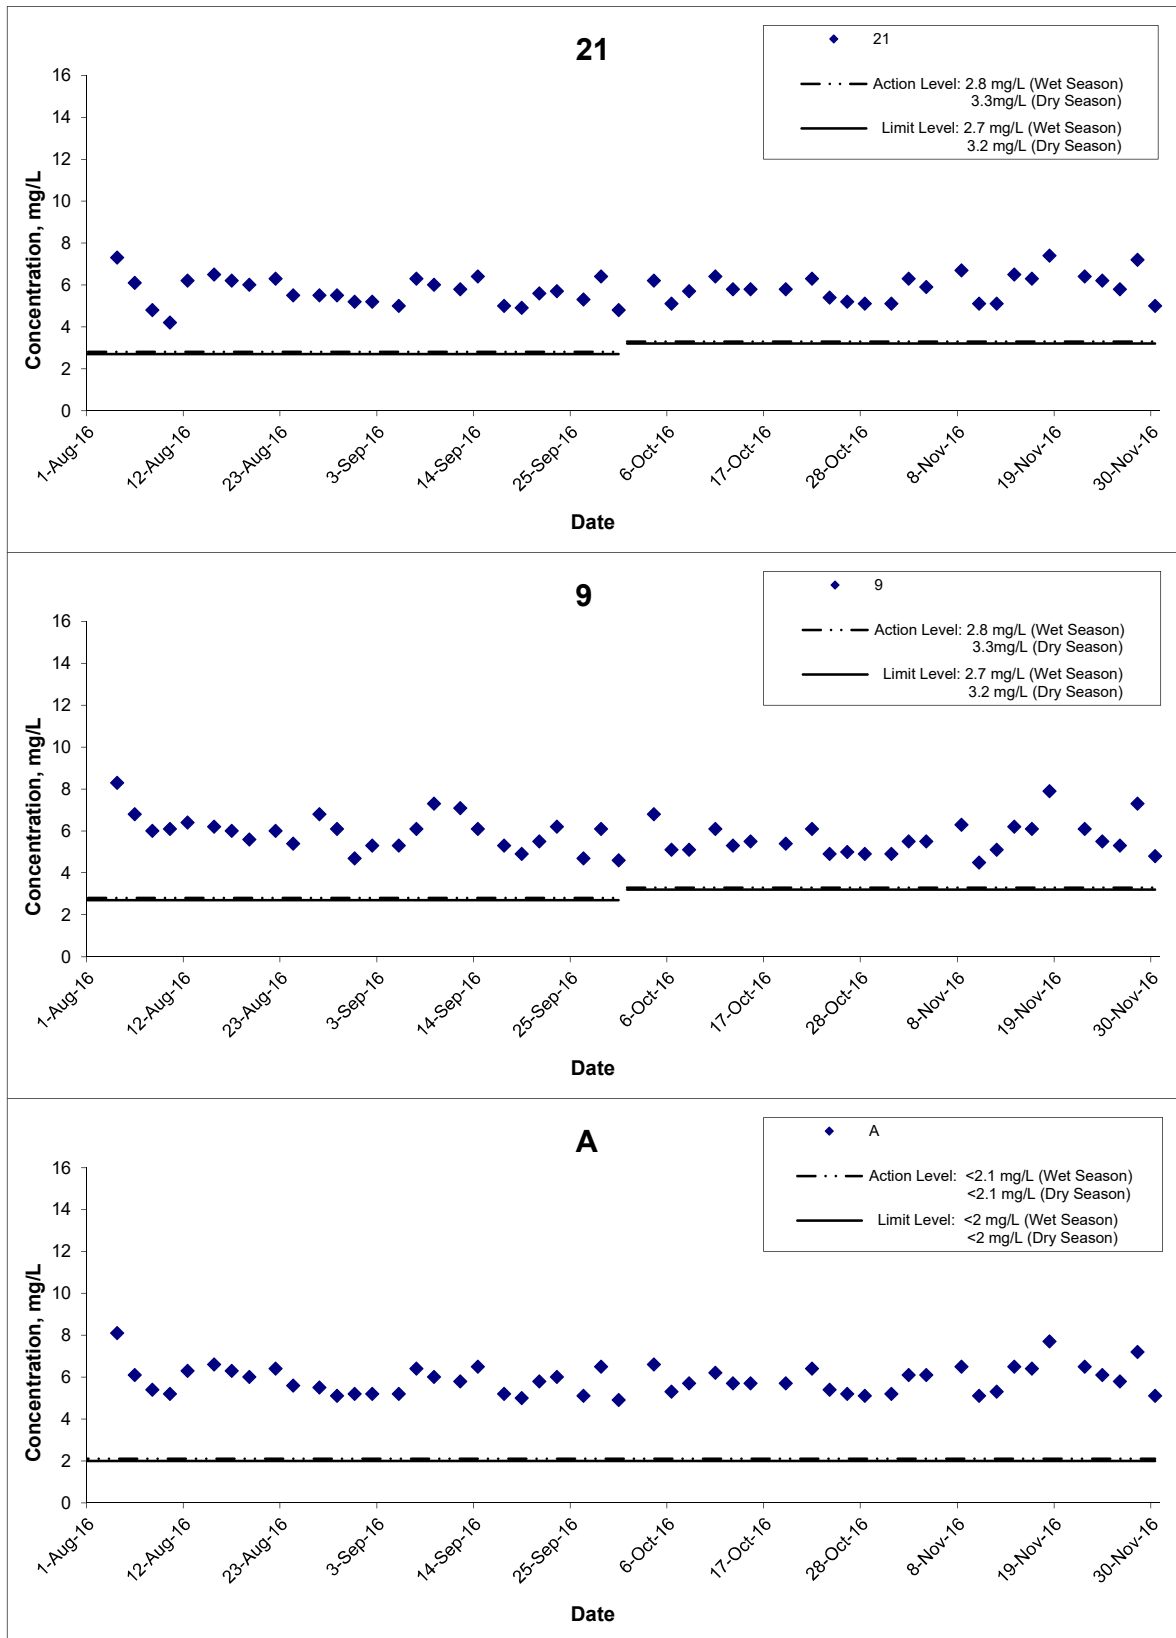 21
21
Action Level: 2.8 mg/L (Wet Season)
3.3mg/L (Dry Season)
Limit Level: 2.7 mg/L (Wet Season)
3.2 mg/L (Dry Season)
Concentration, mg/L
16
14
12
10
8
6
4
2
0
1-Aug-16
12-Aug-16
23-Aug-16
3-Sep-16
14-Sep-16
25-Sep-16
6-Oct-16
17-Oct-16
28-Oct-16
8-Nov-16
19-Nov-16
30-Nov-16
Date
9
9
Action Level: 2.8 mg/L (Wet Season)
3.3mg/L (Dry Season)
Limit Level: 2.7 mg/L (Wet Season)
3.2 mg/L (Dry Season)
Concentration, mg/L
16
14
12
10
8
6
4
2
0
1-Aug-16
12-Aug-16
23-Aug-16
3-Sep-16
14-Sep-16
25-Sep-16
6-Oct-16
17-Oct-16
28-Oct-16
8-Nov-16
19-Nov-16
30-Nov-16
Date
A
A
Action Level: <2.1 mg/L (Wet Season)
<2.1 mg/L (Dry Season)
Limit Level: <2 mg/L (Wet Season)
<2 mg/L (Dry Season)
Concentration, mg/L
16
14
12
10
8
6
4
2
0
1-Aug-16
12-Aug-16
23-Aug-16
3-Sep-16
14-Sep-16
25-Sep-16
6-Oct-16
17-Oct-16
28-Oct-16
8-Nov-16
19-Nov-16
30-Nov-16
Date